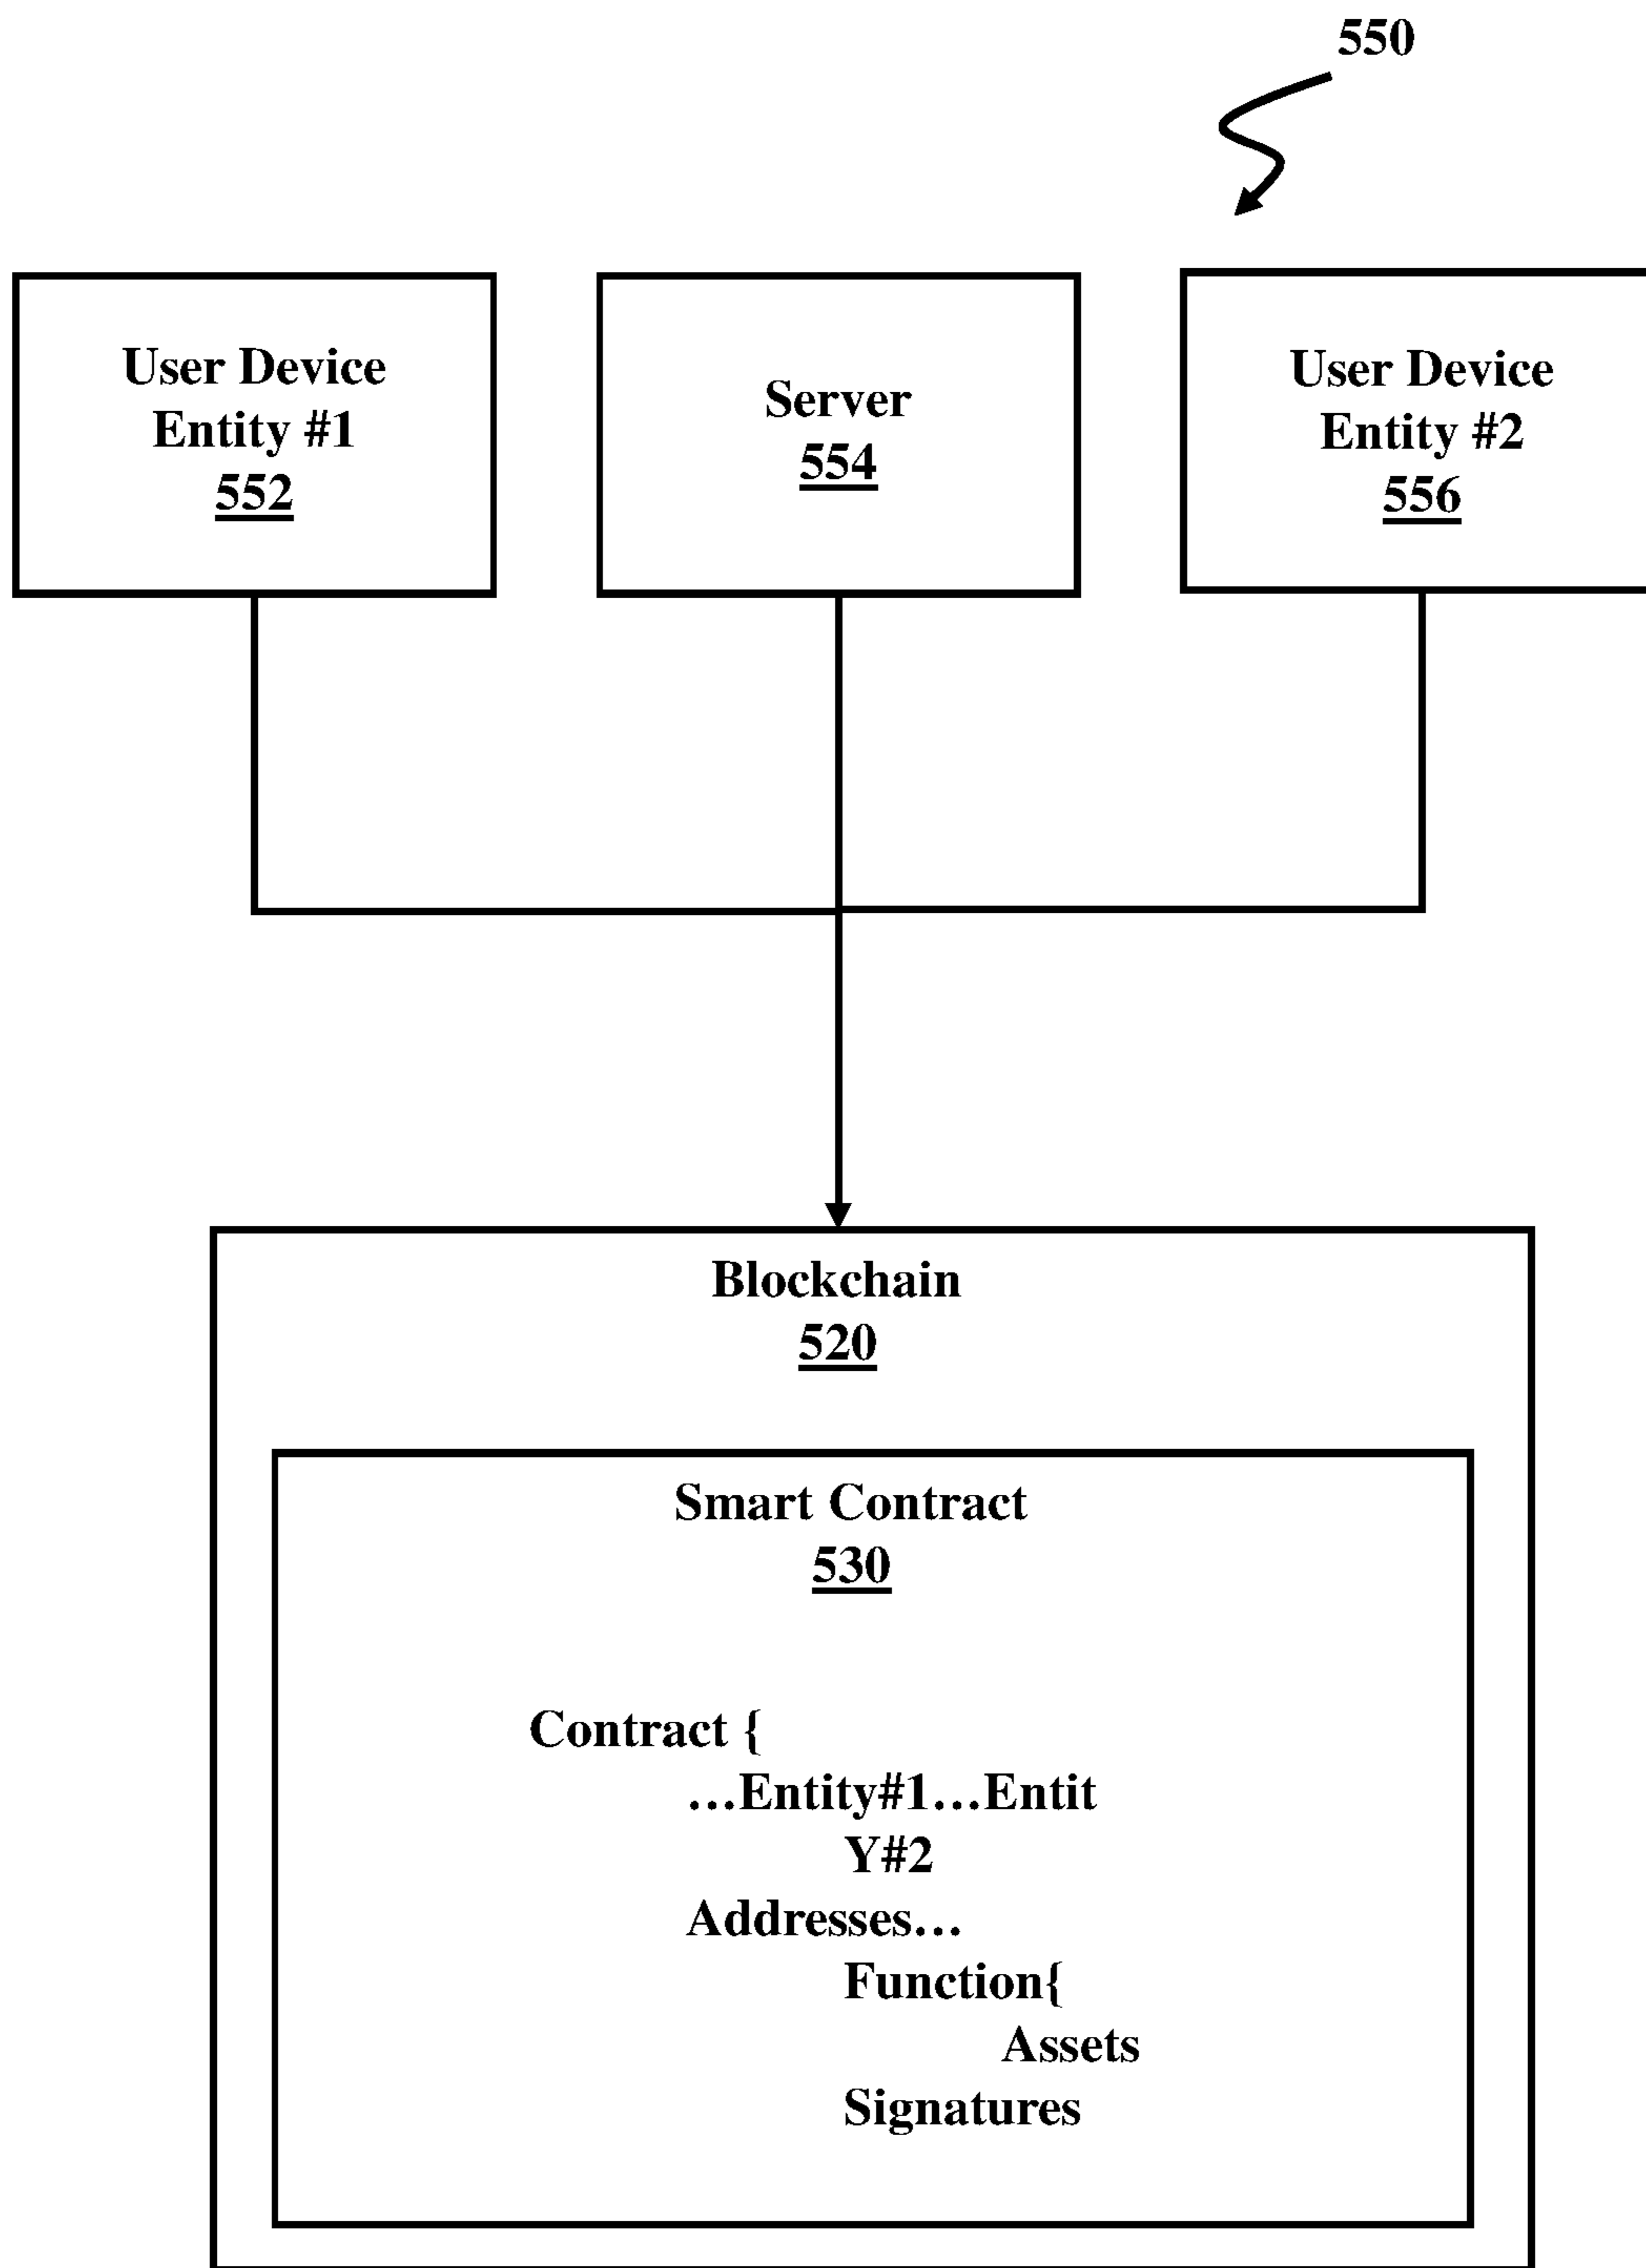 550
User Device
Entity #1
552
Server
554
User Device
Entity #2
556
Blockchain
520
Smart Contract
530
Contract {
…Entity#1…Entit
Y#2
Addresses…
Function{
Assets
Signatures